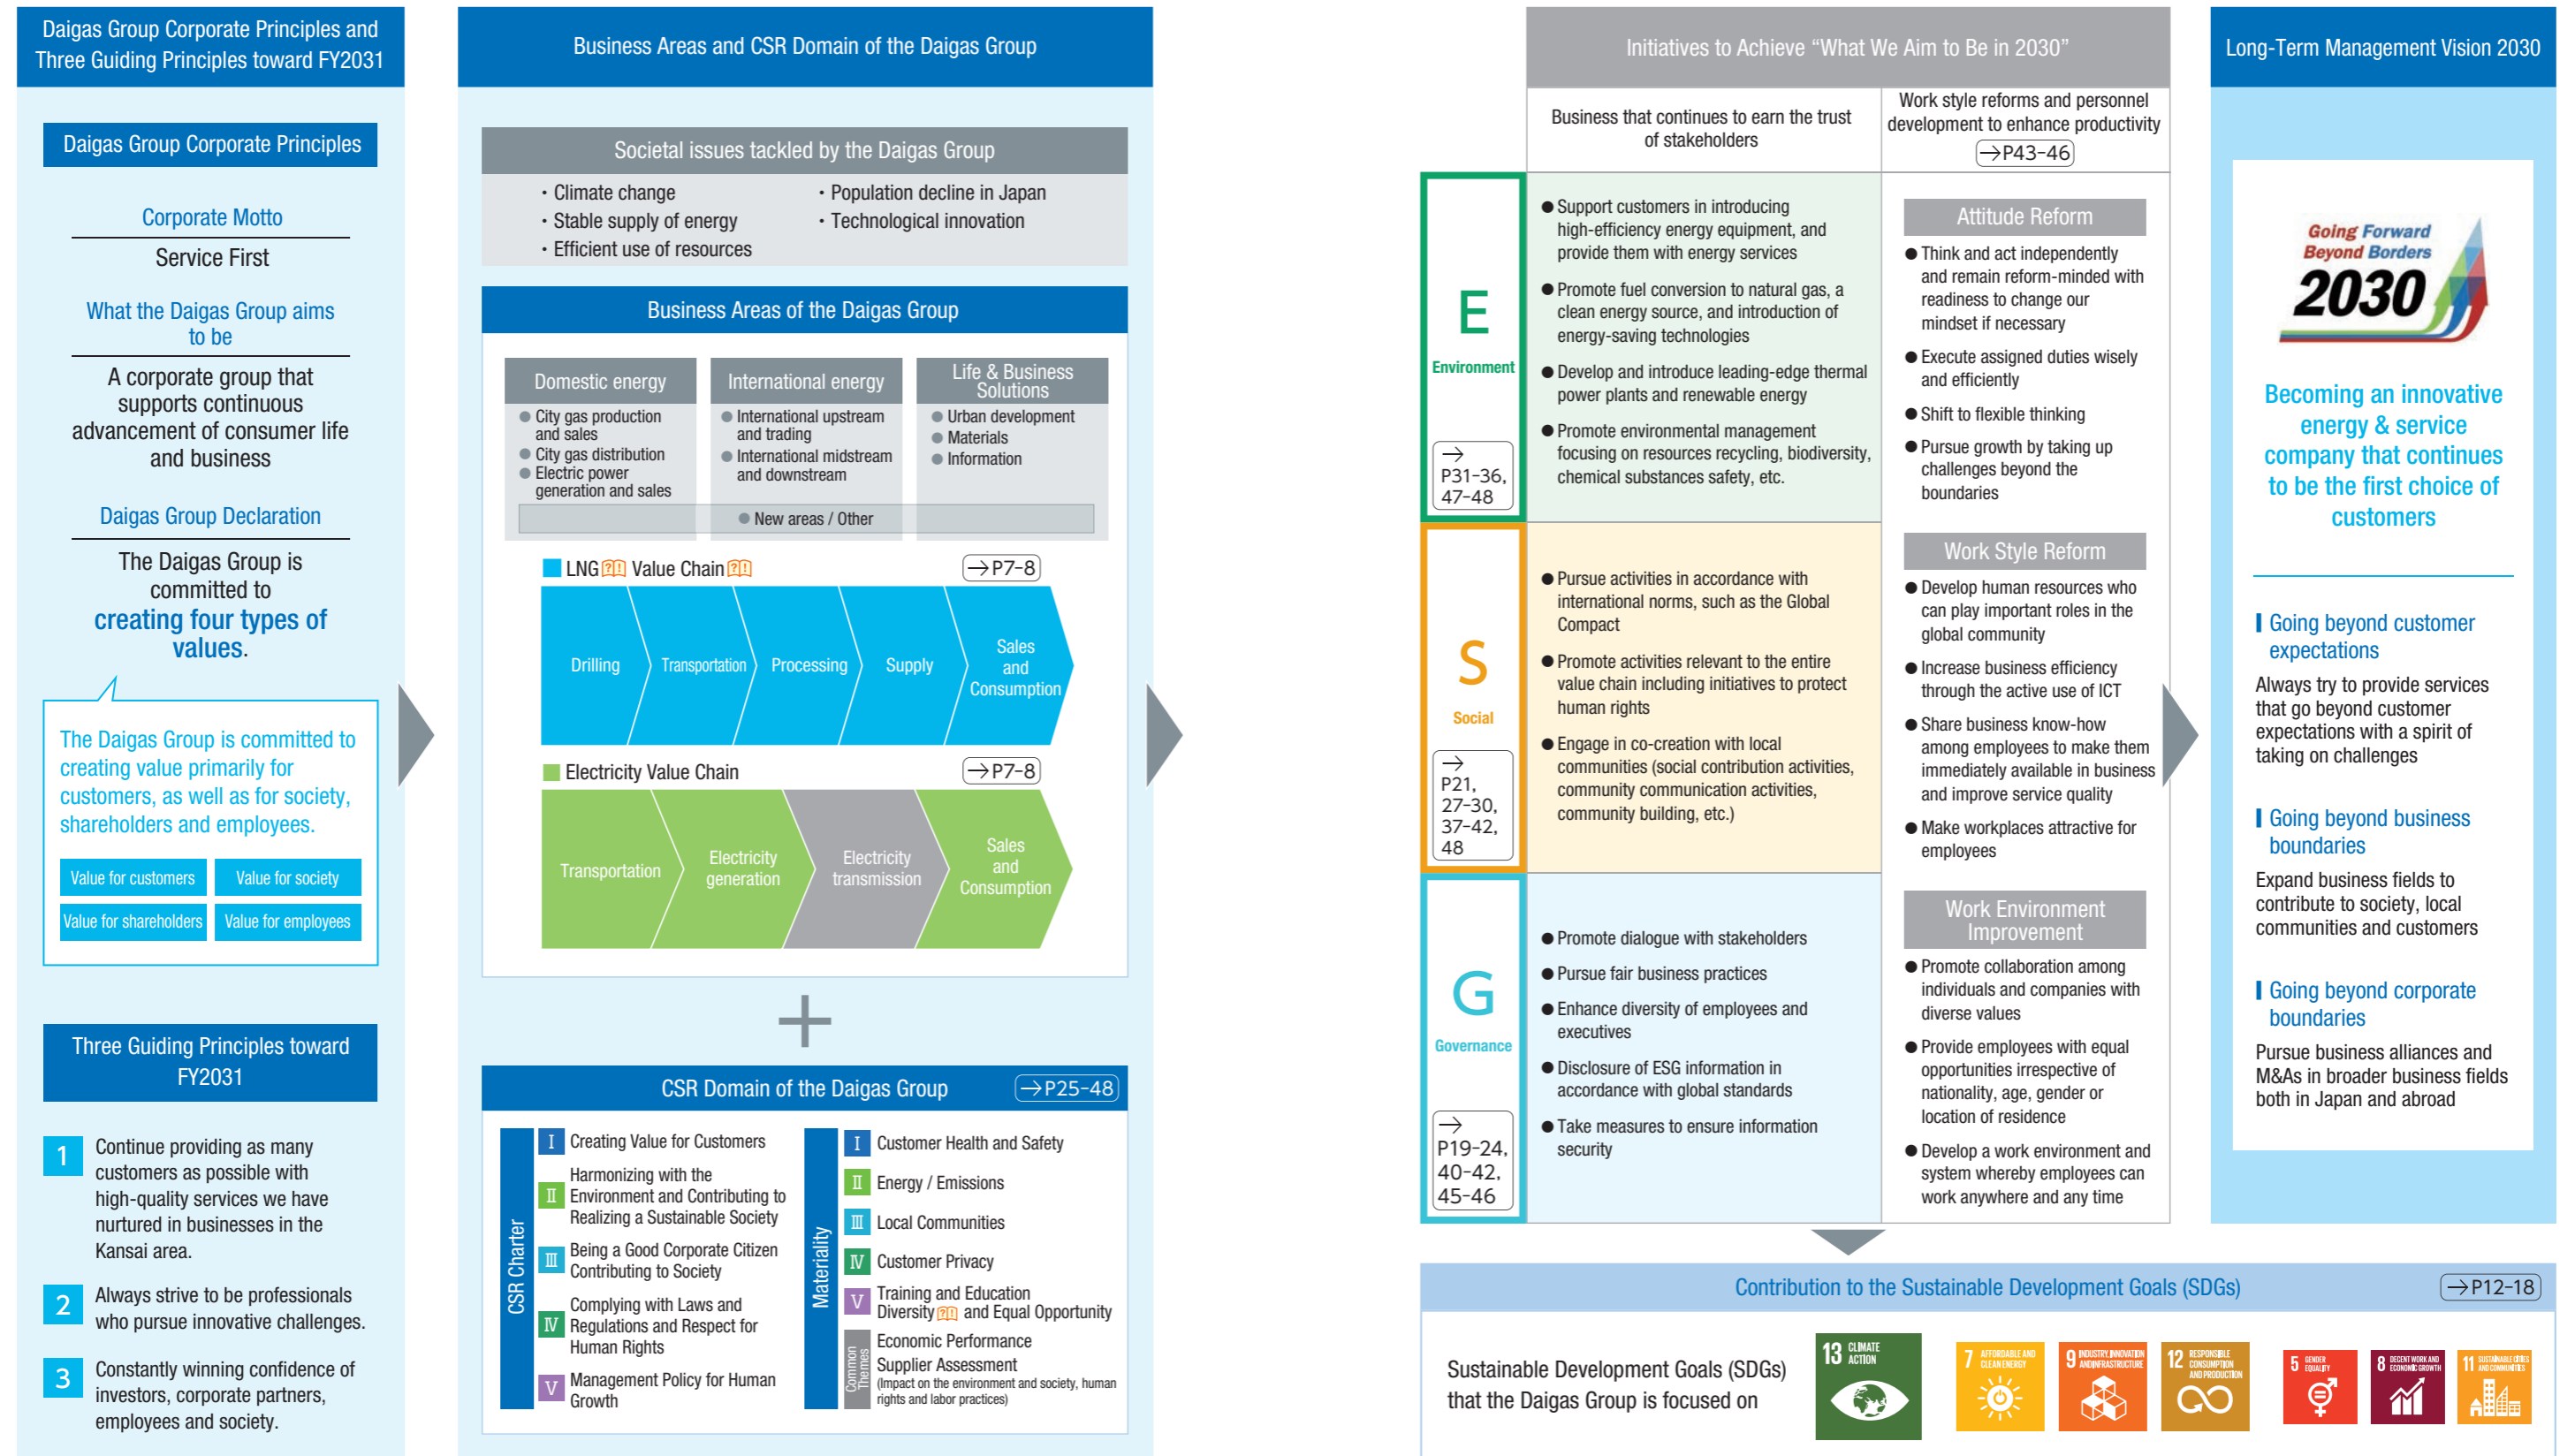 Daigas Group Corporate Principles and
Three Guiding Principles toward FY2031
Daigas Group Corporate Principles
Corporate Motto
Service First
What the Daigas Group aims
to be
A corporate group that
supports continuous
advancement of consumer life
and business
Daigas Group Declaration
The Daigas Group is
committed to
creating four types of
values.
The Daigas Group is committed to
creating value primarily for
customers, as well as for society,
shareholders and employees.
Value for customers
Value for society
Value for shareholders
Value for employees
Three Guiding Principles toward
FY2031
1
Continue providing as many
customers as possible with
high-quality services we have
nurtured in businesses in the
Kansai area.
2
Always strive to be professionals
who pursue innovative challenges.
3
Constantly winning confidence of
investors, corporate partners,
employees and society.
Business Areas and CSR Domain of the Daigas Group
Societal issues tackled by the Daigas Group
・Climate change
・Stable supply of energy
・Efficient use of resources
・Population decline in Japan
・Technological innovation
Business Areas of the Daigas Group
Domestic energy
● City gas production
and sales
● City gas distribution
● Electric power
generation and sales
International energy
● International upstream
and trading
● International midstream
and downstream
Life & Business
Solutions
● Urban development
● Materials
● Information
● New areas / Other
LNG Value Chain
→P7-8
Drilling
Transportation
Processing
Supply
Sales
and
Consumption
Electricity Value Chain
→P7-8
Transportation
Electricity
generation
Electricity
transmission
Sales
and
Consumption
+
CSR Domain of the Daigas Group
→P25-48
CSR Charter
Ⅰ Creating Value for Customers
Ⅱ Harmonizing with the
Environment and Contributing to
Realizing a Sustainable Society
Ⅲ Being a Good Corporate Citizen
Contributing to Society
Ⅳ Complying with Laws and
Regulations and Respect for
Human Rights
Ⅴ Management Policy for Human
Growth
Materiality
Ⅰ Customer Health and Safety
Ⅱ Energy / Emissions
Ⅲ Local Communities
Ⅳ Customer Privacy
Ⅴ Training and Education
Diversity and Equal Opportunity
Common
Themes
Economic Performance
Supplier Assessment
(Impact on the environment and society, human
rights and labor practices)
Initiatives to Achieve “What We Aim to Be in 2030”
Business that continues to earn the trust
of stakeholders
Work style reforms and personnel
development to enhance productivity
→P43-46
E
Environment
→
P31-36,
47-48
● Support customers in introducing
high-efficiency energy equipment, and
provide them with energy services
● Promote fuel conversion to natural gas, a
clean energy source, and introduction of
energy-saving technologies
● Develop and introduce leading-edge thermal
power plants and renewable energy
● Promote environmental management
focusing on resources recycling, biodiversity,
chemical substances safety, etc.
S
Social
→
P21,
27-30,
37-42,
48
● Pursue activities in accordance with
international norms, such as the Global
Compact
● Promote activities relevant to the entire
value chain including initiatives to protect
human rights
● Engage in co-creation with local
communities (social contribution activities,
community communication activities,
community building, etc.)
G
Governance
→
P19-24,
40-42,
45-46
● Promote dialogue with stakeholders
● Pursue fair business practices
● Enhance diversity of employees and
executives
● Disclosure of ESG information in
accordance with global standards
● Take measures to ensure information
security
Attitude Reform
● Think and act independently
and remain reform-minded with
readiness to change our
mindset if necessary
● Execute assigned duties wisely
and efficiently
● Shift to flexible thinking
● Pursue growth by taking up
challenges beyond the
boundaries
Work Style Reform
● Develop human resources who
can play important roles in the
global community
● Increase business efficiency
through the active use of ICT
● Share business know-how
among employees to make them
immediately available in business
and improve service quality
● Make workplaces attractive for
employees
Work Environment
Improvement
● Promote collaboration among
individuals and companies with
diverse values
● Provide employees with equal
opportunities irrespective of
nationality, age, gender or
location of residence
● Develop a work environment and
system whereby employees can
work anywhere and any time
Long-Term Management Vision 2030
Going Forward
Beyond Borders
2030
Becoming an innovative
energy & service
company that continues
to be the first choice of
customers
Going beyond customer
expectations
Always try to provide services
that go beyond customer
expectations with a spirit of
taking on challenges
Going beyond business
boundaries
Expand business fields to
contribute to society, local
communities and customers
Going beyond corporate
boundaries
Pursue business alliances and
M&As in broader business fields
both in Japan and abroad
Contribution to the Sustainable Development Goals (SDGs)
→P12-18
Sustainable Development Goals (SDGs)
that the Daigas Group is focused on
13 CLIMATE
ACTION
7 AFFORDABLE AND
CLEAN ENERGY
9 INDUSTRY, INNOVATION
AND INFRASTRUCTURE
12 RESPONSIBLE
CONSUMPTION
AND PRODUCTION
5 GENDER
EQUALITY
8 DECENT WORK AND
ECONOMIC GROWTH
11 SUSTAINABLE CITIES
AND COMMUNITIES